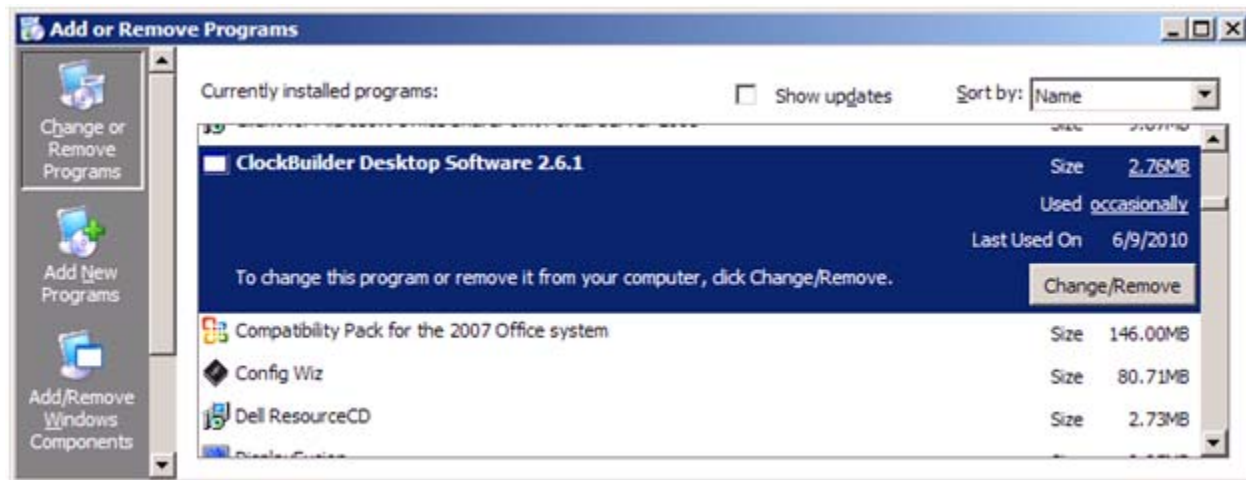 Add or Remove Programs
Change or
Remove
Programs
Add New
Programs
Add/Remove
Windows
Components
Currently installed programs:
Show updates
Sort by: Name
ClockBuilder Desktop Software 2.6.1 Size 2.76MB
Used occasionally
Last Used On 6/9/2010
To change this program or remove it from your computer, click Change/Remove.
Change/Remove
Compatibility Pack for the 2007 Office system Size 146.00MB
Config Wiz Size 80.71MB
Dell ResourceCD Size 2.73MB